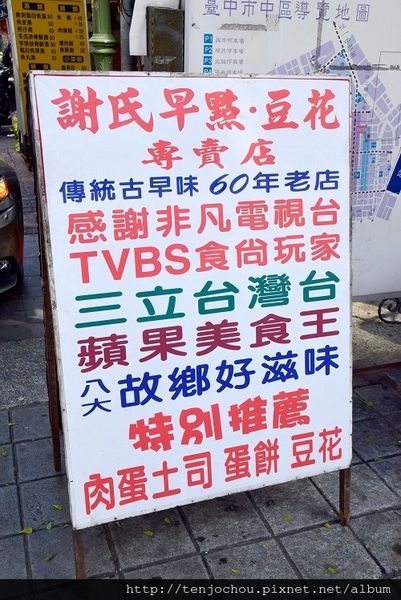 臺中市中區導覽地圖
謝氏早點·豆花
專賣店
傳統古早味60年老店
感謝非凡電視台
TVBS食尚玩家
三立台灣台
蘋果美食王
八大故鄉好滋味
特別推薦
肉蛋土司 蛋餅 豆花
http://tenjochou.pixnet.net/album